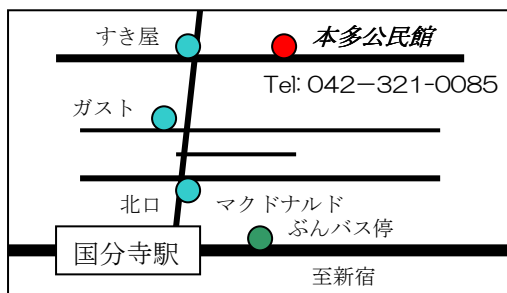 すき屋
本多公民館
Tel: 042－321-0085
ガスト
北口
マクドナルド
ぶんバス停
国分寺駅
至新宿